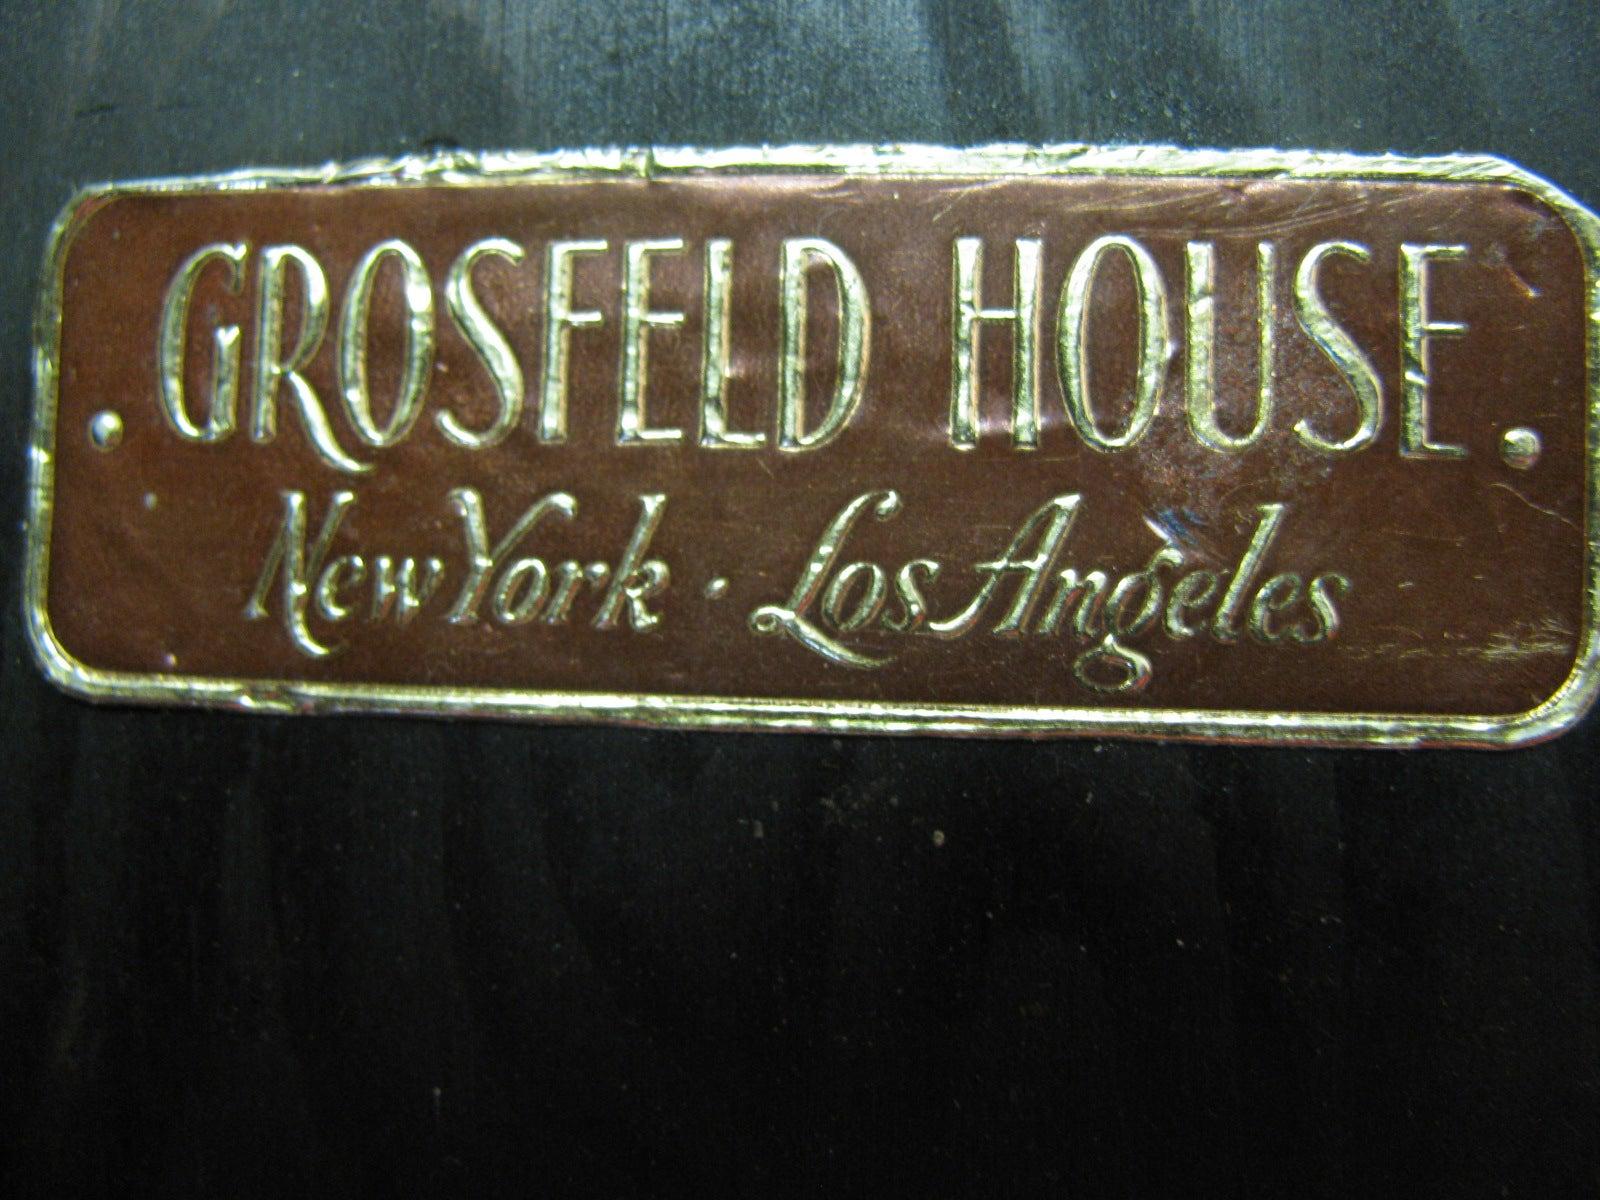 GROSFELD HOUSE
New York · Los Angeles